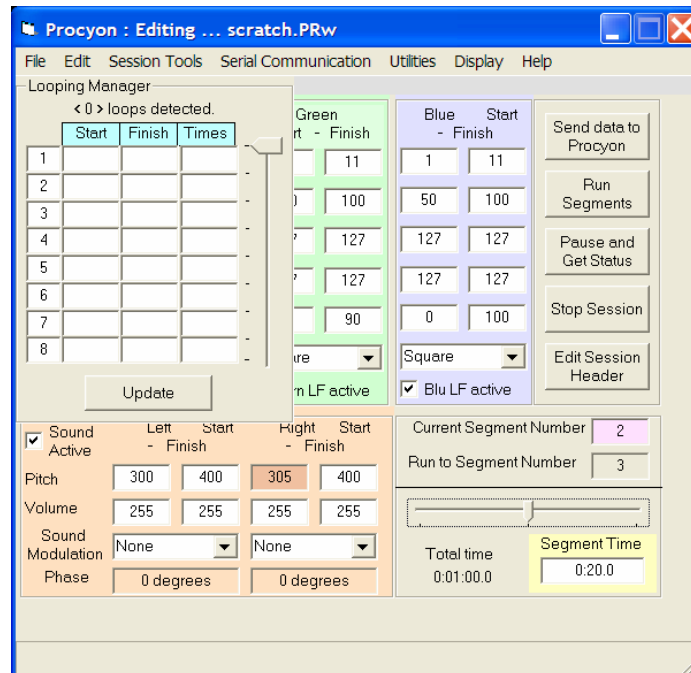 Procyon : Editing ... scratch.PRw
File Edit Session Tools Serial Communication Utilities Display Help
Looping Manager
< 0 > loops detected.
Start Finish Times
1
2
3
4
5
6
7
8
Update
Green
- Finish
11
100
127
127
90
LF active
Blue Start
- Finish
1 11
50 100
127 127
127 127
0 100
Square
Blu LF active
Send data to
Procyon
Run
Segments
Pause and
Get Status
Stop Session
Edit Session
Header
Sound
Active
Left Start
- Finish
Right Start
- Finish
Pitch 300 400 305 400
Volume 255 255 255 255
Sound
Modulation None None
Phase 0 degrees 0 degrees
Current Segment Number 2
Run to Segment Number 3
Total time
0:01:00.0
Segment Time
0:20.0